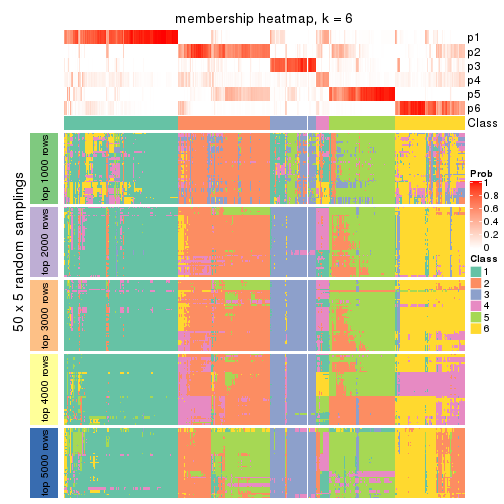 membership heatmap, k = 6
p1
p2
p3
p4
p5
p6
Class
50 x 5 random samplings
top 1000 rows
top 2000 rows
top 3000 rows
top 4000 rows
top 5000 rows
Prob
1
0.8
0.6
0.4
0.2
0
Class
1
2
3
4
5
6